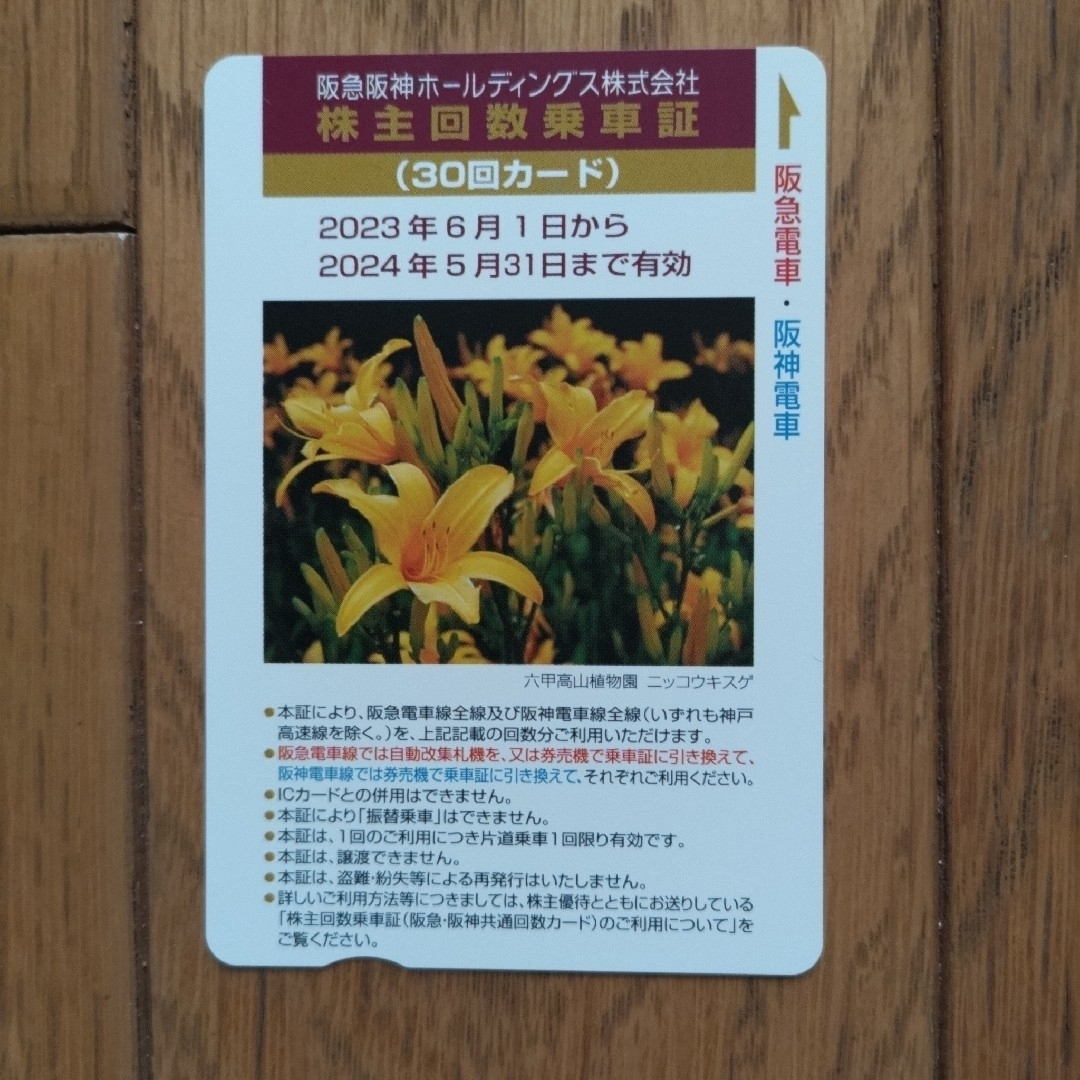 阪急阪神ホールディングス株式会社
株主回数乗車証
(30回カード)
2023年6月1日から
2024年5月31日まで有効
阪急電車・阪神電車
六甲高山植物園 ニッコウキスゲ
●本証により、阪急電車線全線及び阪神電車線全線(いずれも神戸
高速線を除く。)を、上記記載の回数分ご利用いただけます。
●阪急電車線では自動改集札機を、又は券売機で乗車証に引き換えて、
阪神電車線では券売機で乗車証に引き換えて、それぞれご利用ください。
●ICカードとの併用はできません。
●本証により「振替乗車」はできません。
●本証は、1回のご利用につき片道乗車1回限り有効です。
●本証は、譲渡できません。
●本証は、盗難・紛失等による再発行はいたしません。
●詳しいご利用方法等につきましては、株主優待とともにお送りしている
「株主回数乗車証(阪急・阪神共通回数カード)のご利用について」を
ご覧ください。